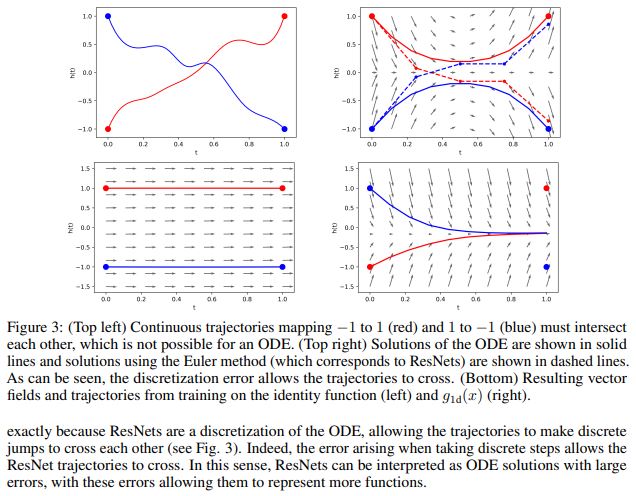 1.0
0.5
0.0
−0.5
−1.0
h(t)
0.0 0.2 0.4 0.6 0.8 1.0
t
1.0
0.5
0.0
−0.5
−1.0
h(t)
0.0 0.2 0.4 0.6 0.8 1.0
t
1.5
1.0
0.5
0.0
−0.5
−1.0
−1.5
h(t)
0.0 0.2 0.4 0.6 0.8 1.0
t
1.5
1.0
0.5
0.0
−0.5
−1.0
−1.5
h(t)
0.0 0.2 0.4 0.6 0.8 1.0
t
Figure 3: (Top left) Continuous trajectories mapping −1 to 1 (red) and 1 to −1 (blue) must intersect
each other, which is not possible for an ODE. (Top right) Solutions of the ODE are shown in solid
lines and solutions using the Euler method (which corresponds to ResNets) are shown in dashed lines.
As can be seen, the discretization error allows the trajectories to cross. (Bottom) Resulting vector
fields and trajectories from training on the identity function (left) and g1d(x) (right).
exactly because ResNets are a discretization of the ODE, allowing the trajectories to make discrete
jumps to cross each other (see Fig. 3). Indeed, the error arising when taking discrete steps allows the
ResNet trajectories to cross. In this sense, ResNets can be interpreted as ODE solutions with large
errors, with these errors allowing them to represent more functions.